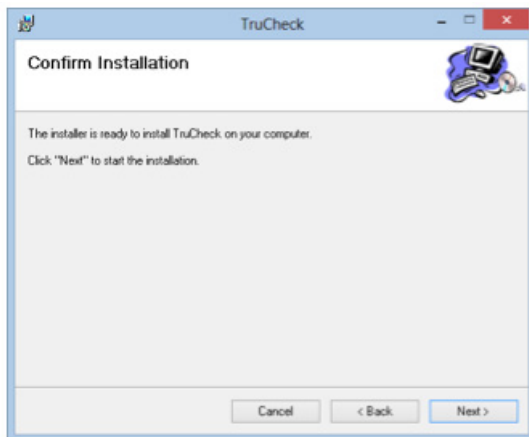 TruCheck
Confirm Installation
The installer is ready to install TruCheck on your computer.
Click "Next" to start the installation.
Cancel
< Back
Next >